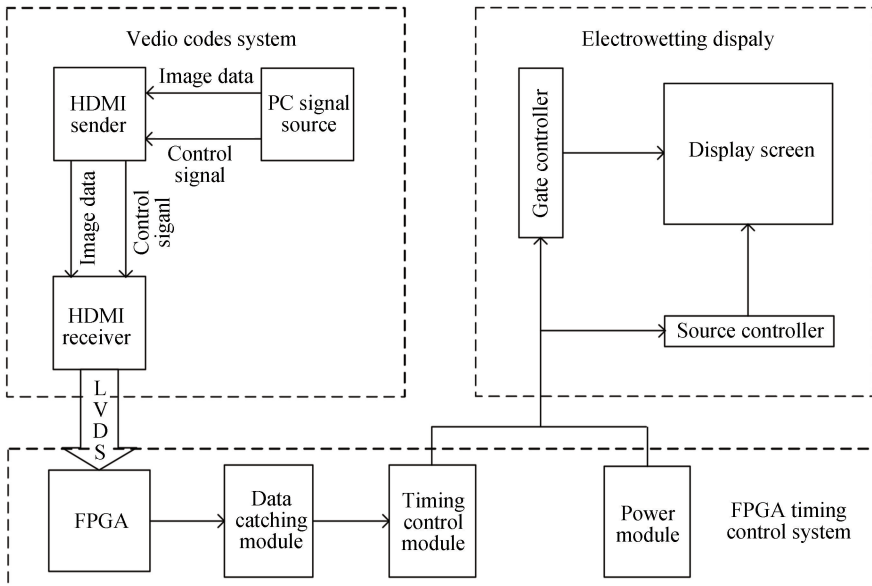 Vedio codes system
Image data
HDMI
sender
PC signal
source
Control
signal
Image data
Control
siganl
HDMI
receiver
L
V
D
S
Electrowetting dispaly
Gate controller
Display screen
Source controller
FPGA
Data
catching
module
Timing
control
module
Power
module
FPGA timing
control system